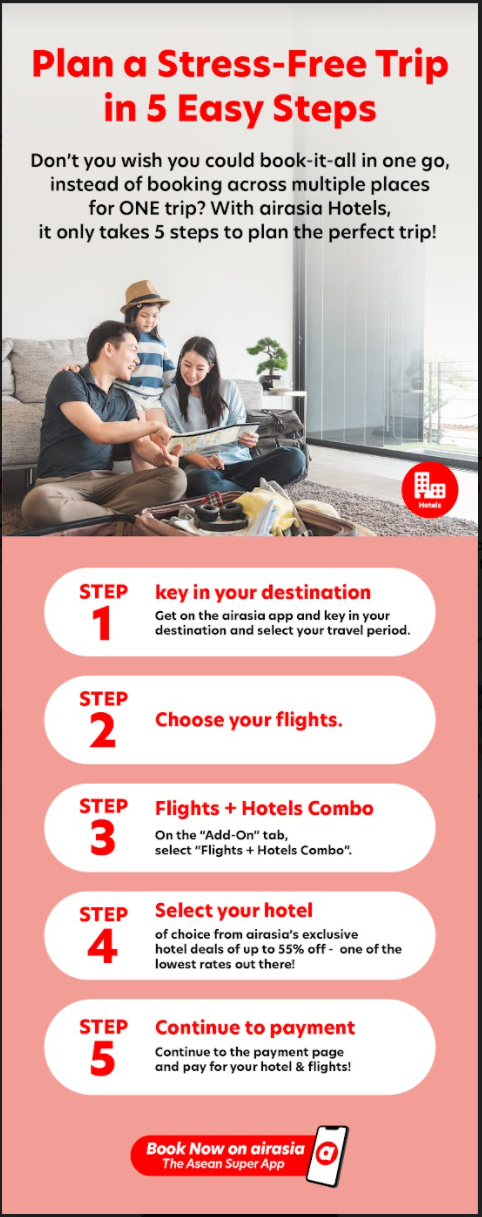 Plan a Stress-Free Trip
in 5 Easy Steps
Don't you wish you could book-it-all in one go,
instead of booking across multiple places
for ONE trip? With airasia Hotels,
it only takes 5 steps to plan the perfect trip!
Hotels
STEP
1
key in your destination
Get on the airasia app and key in your
destination and select your travel period.
STEP
2
Choose your flights.
STEP
3
Flights + Hotels Combo
On the “Add-On” tab,
select “Flights + Hotels Combo”.
STEP
4
Select your hotel
of choice from airasia's exclusive
hotel deals of up to 55% off - one of the
lowest rates out there!
STEP
5
Continue to payment
Continue to the payment page
and pay for your hotel & flights!
Book Now on airasia
The Asean Super App
a